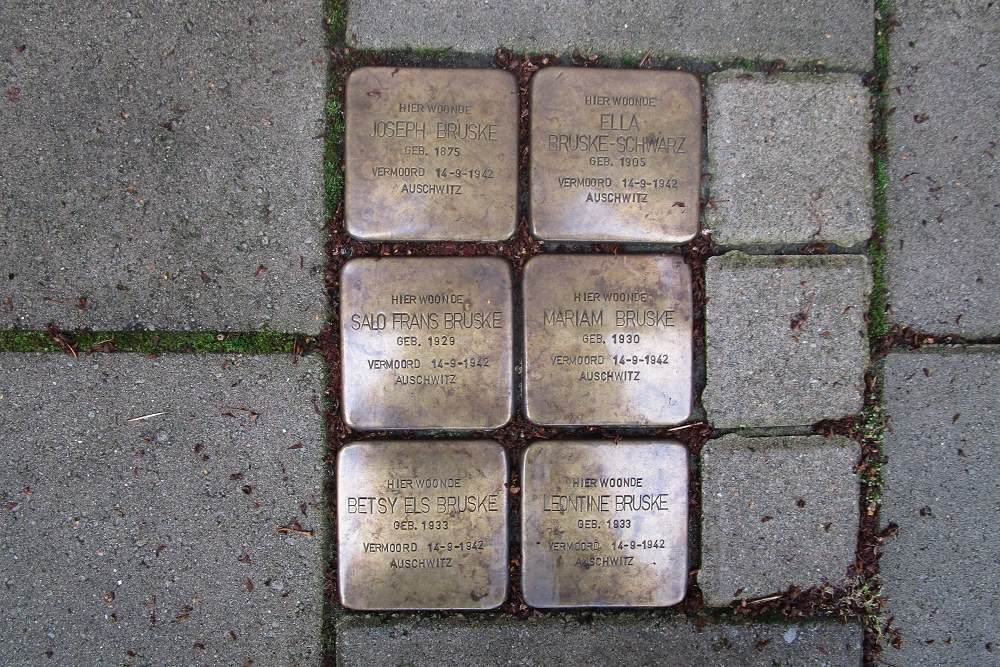 HIER WOONDE
JOSEPH BRUSKE
GEB. 1875
VERMOORD 14-9-1942
AUSCHWITZ
HIER WOONDE
ELLA
BRUSKE-SCHWARZ
GEB. 1905
VERMOORD 14-9-1942
AUSCHWITZ
HIER WOONDE
SALO FRANS BRUSKE
GEB. 1929
VERMOORD 14-9-1942
AUSCHWITZ
HIER WOONDE
MARIAM BRUSKE
GEB. 1930
VERMOORD 14-9-1942
AUSCHWITZ
HIER WOONDE
BETSY ELS BRUSKE
GEB. 1933
VERMOORD 14-9-1942
AUSCHWITZ
HIER WOONDE
LEONTINE BRUSKE
GEB. 1933
VERMOORD 14-9-1942
AUSCHWITZ